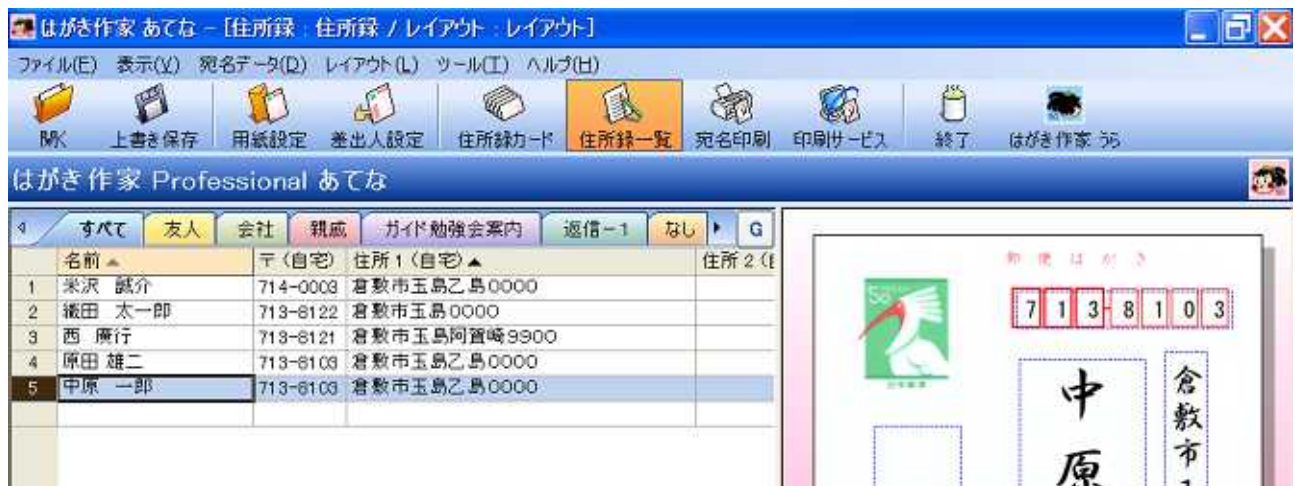 はがき作家 あてな - [住所録 : 住所録 / レイアウト : レイアウト]
ファイル(E) 表示(V) 宛名データ(D) レイアウト(L) ツール(T) ヘルプ(H)
開く 上書き保存 用紙設定 差出人設定 住所録カード 住所録一覧 宛名印刷 印刷サービス 終了 はがき作家 うら
はがき作家 Professional あてな
すべて 友人 会社 親戚 ガイド勉強会案内 返信-1 なし G
名前 〒(自宅) 住所1(自宅) 住所2(自
1 米沢 誠介 714-0003 倉敷市玉島乙島0000
2 織田 太一郎 713-8122 倉敷市玉島0000
3 西 廣行 713-8121 倉敷市玉島阿賀崎9900
4 原田 雄二 713-8103 倉敷市玉島乙島0000
5 中原 一郎 713-8103 倉敷市玉島乙島0000
郵便はがき
50
日本郵便
713-8103
倉敷市
中原